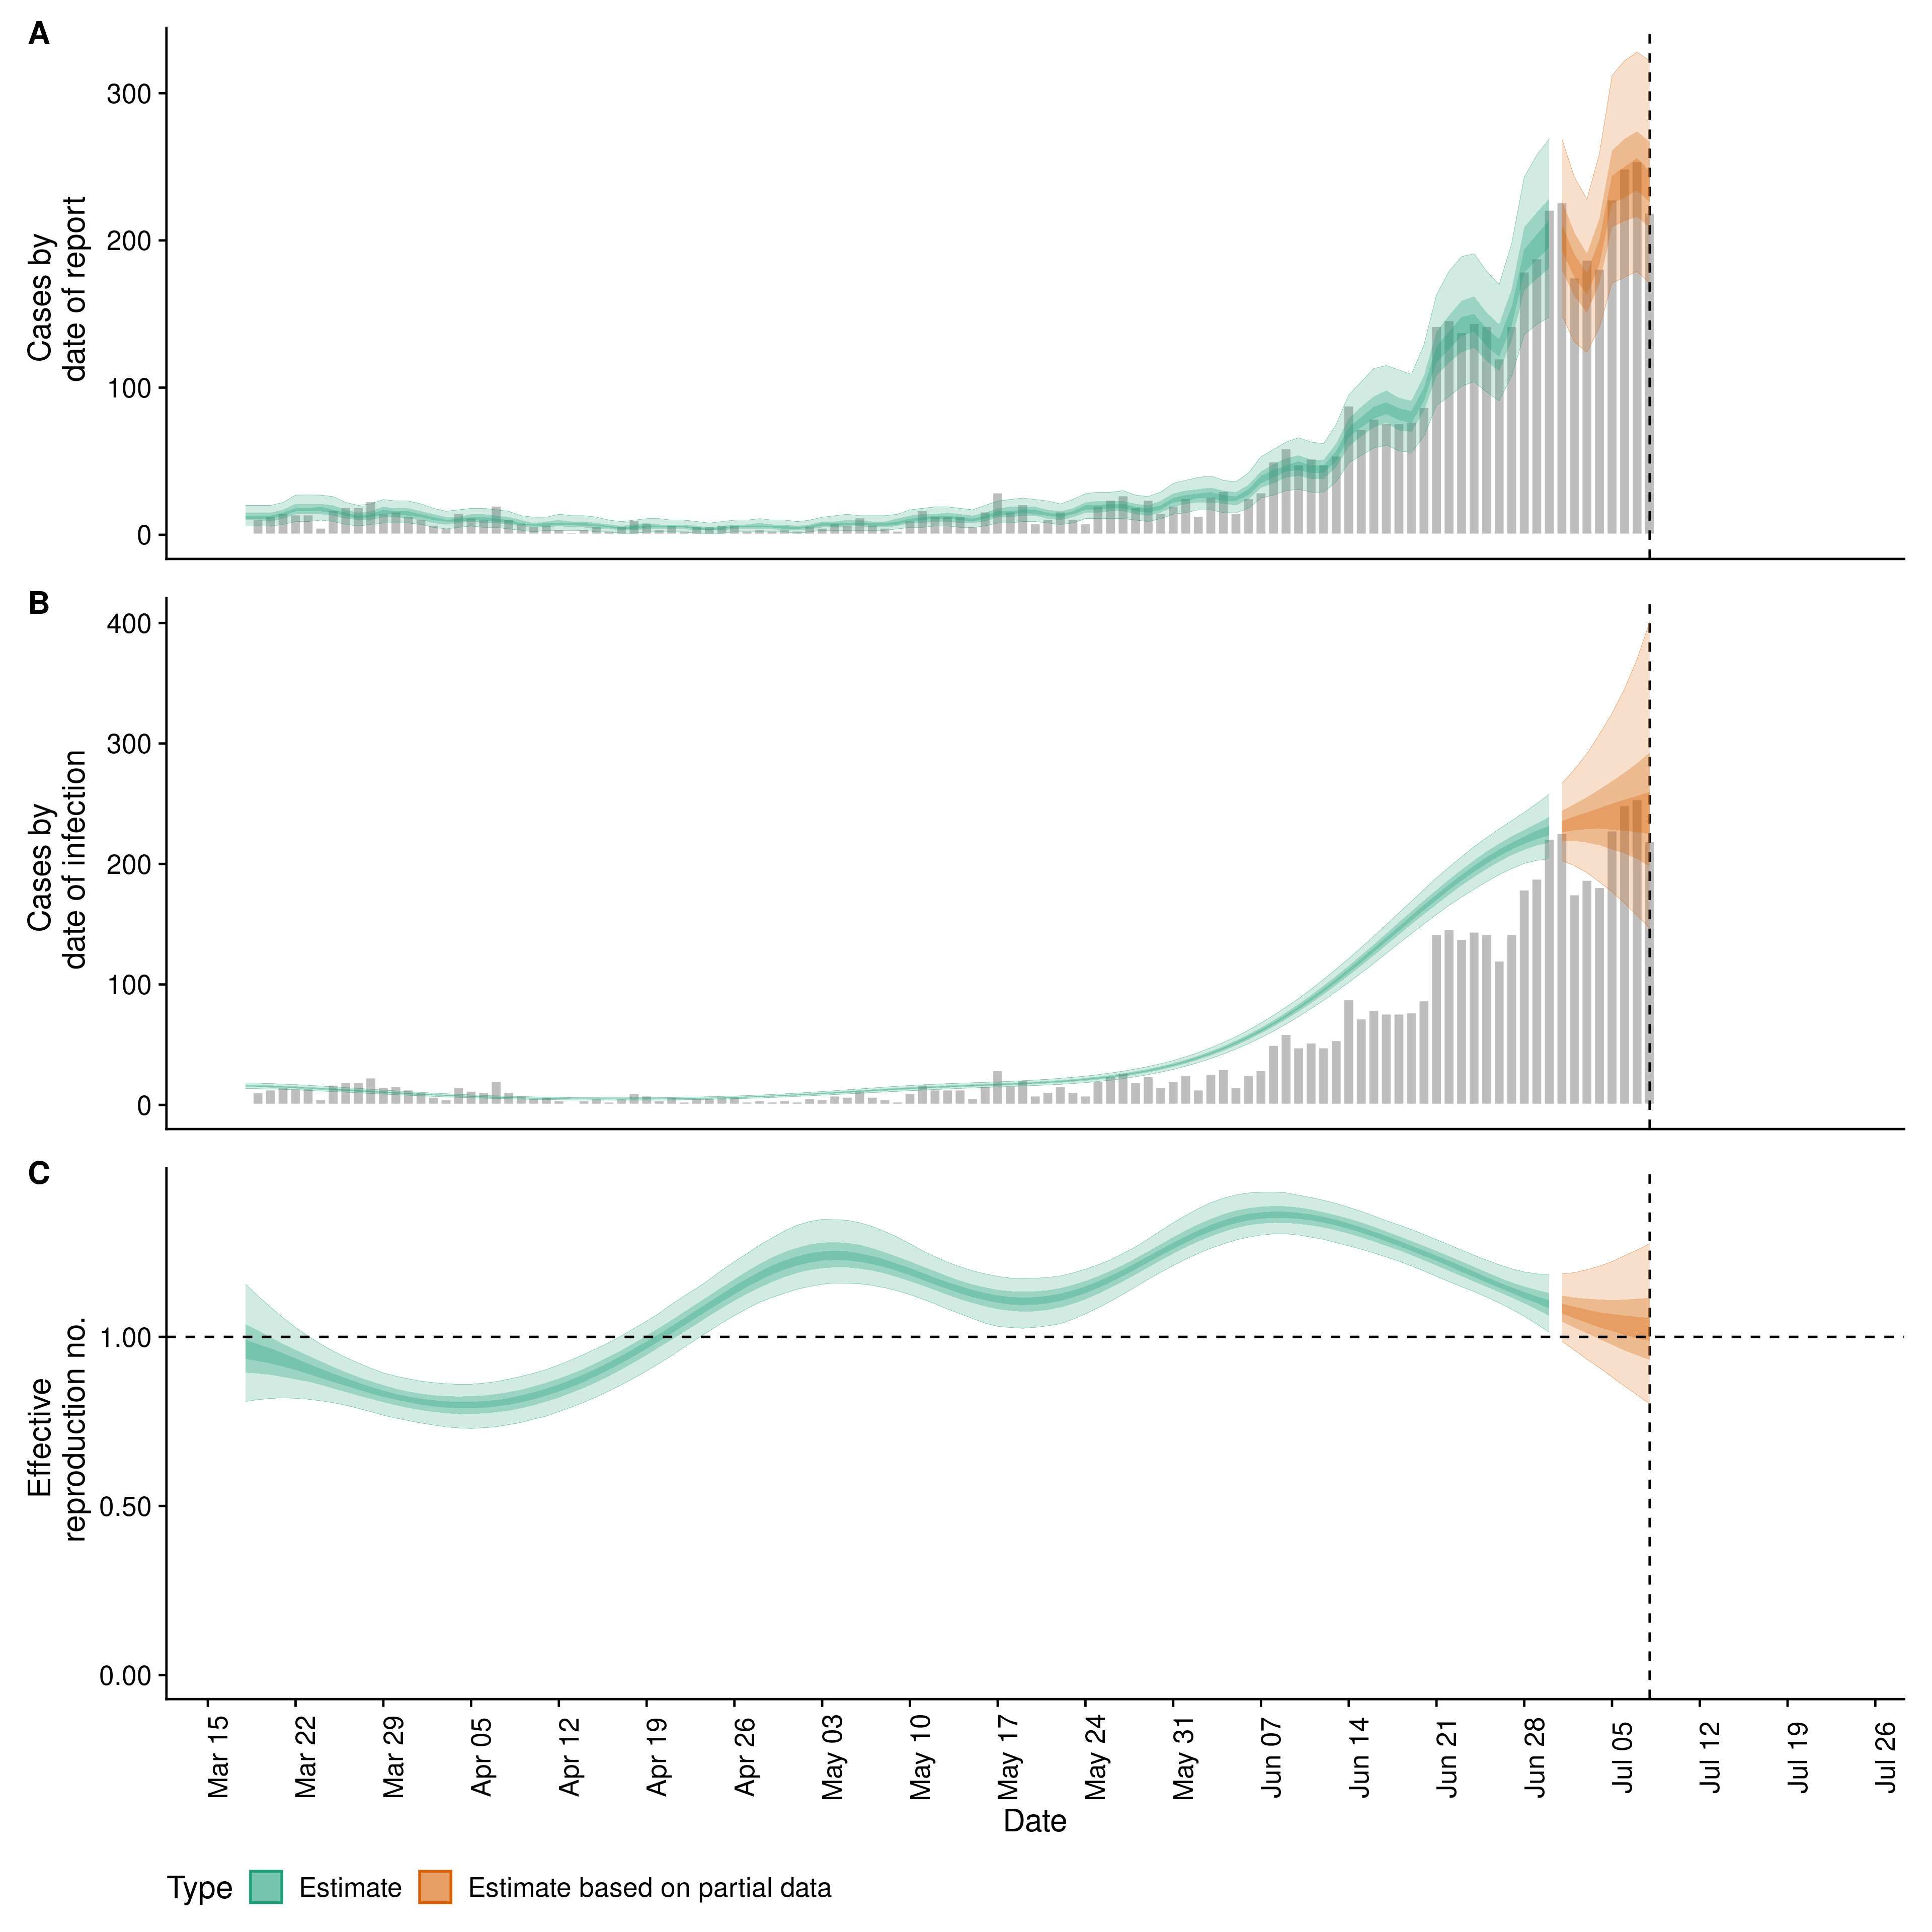 A
Cases by
date of report
300
200
100
0
B
Cases by
date of infection
400
300
200
100
0
C
Effective
reproduction no.
1.00
0.50
0.00
Mar 15
Mar 22
Mar 29
Apr 05
Apr 12
Apr 19
Apr 26
May 03
May 10
May 17
May 24
May 31
Jun 07
Jun 14
Jun 21
Jun 28
Jul 05
Jul 12
Jul 19
Jul 26
Date
Type Estimate Estimate based on partial data